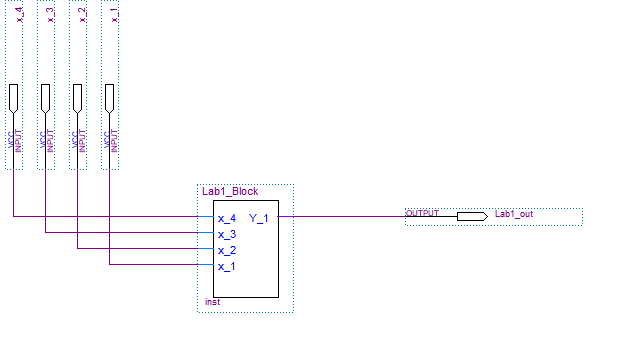 x_4
x_3
x_2
x_1
VCC
INPUT
VCC
INPUT
VCC
INPUT
VCC
INPUT
Lab1_Block
x_4 Y_1
x_3
x_2
x_1
inst
OUTPUT Lab1_out